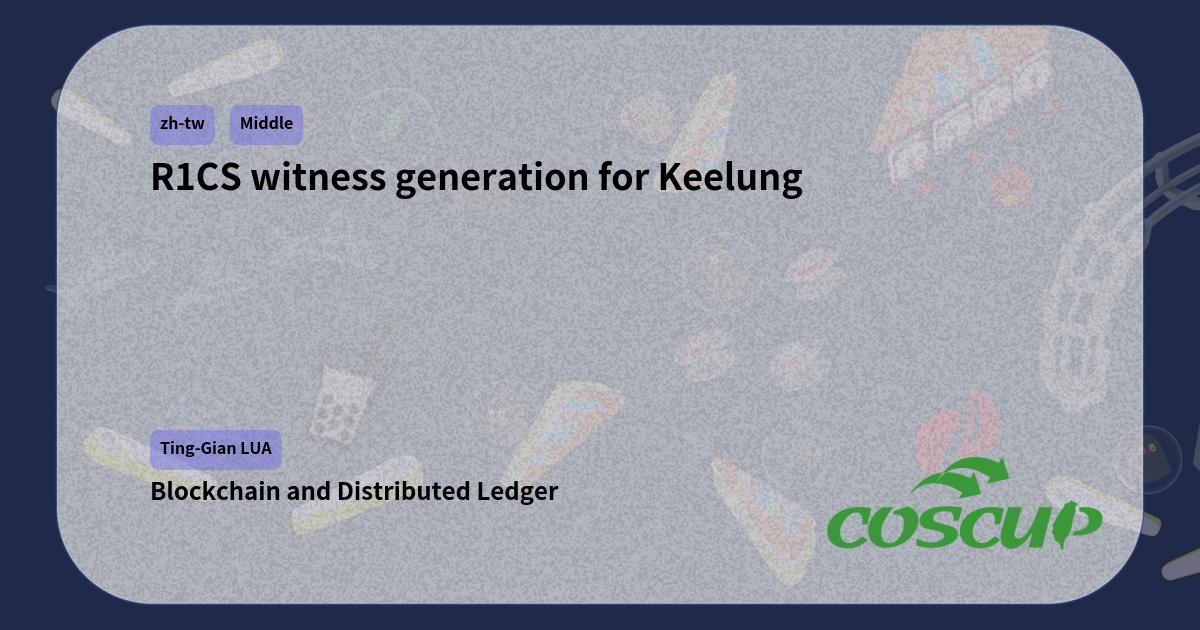 zh-tw Middle
R1CS witness generation for Keelung
Ting-Gian LUA
Blockchain and Distributed Ledger
COSCUP